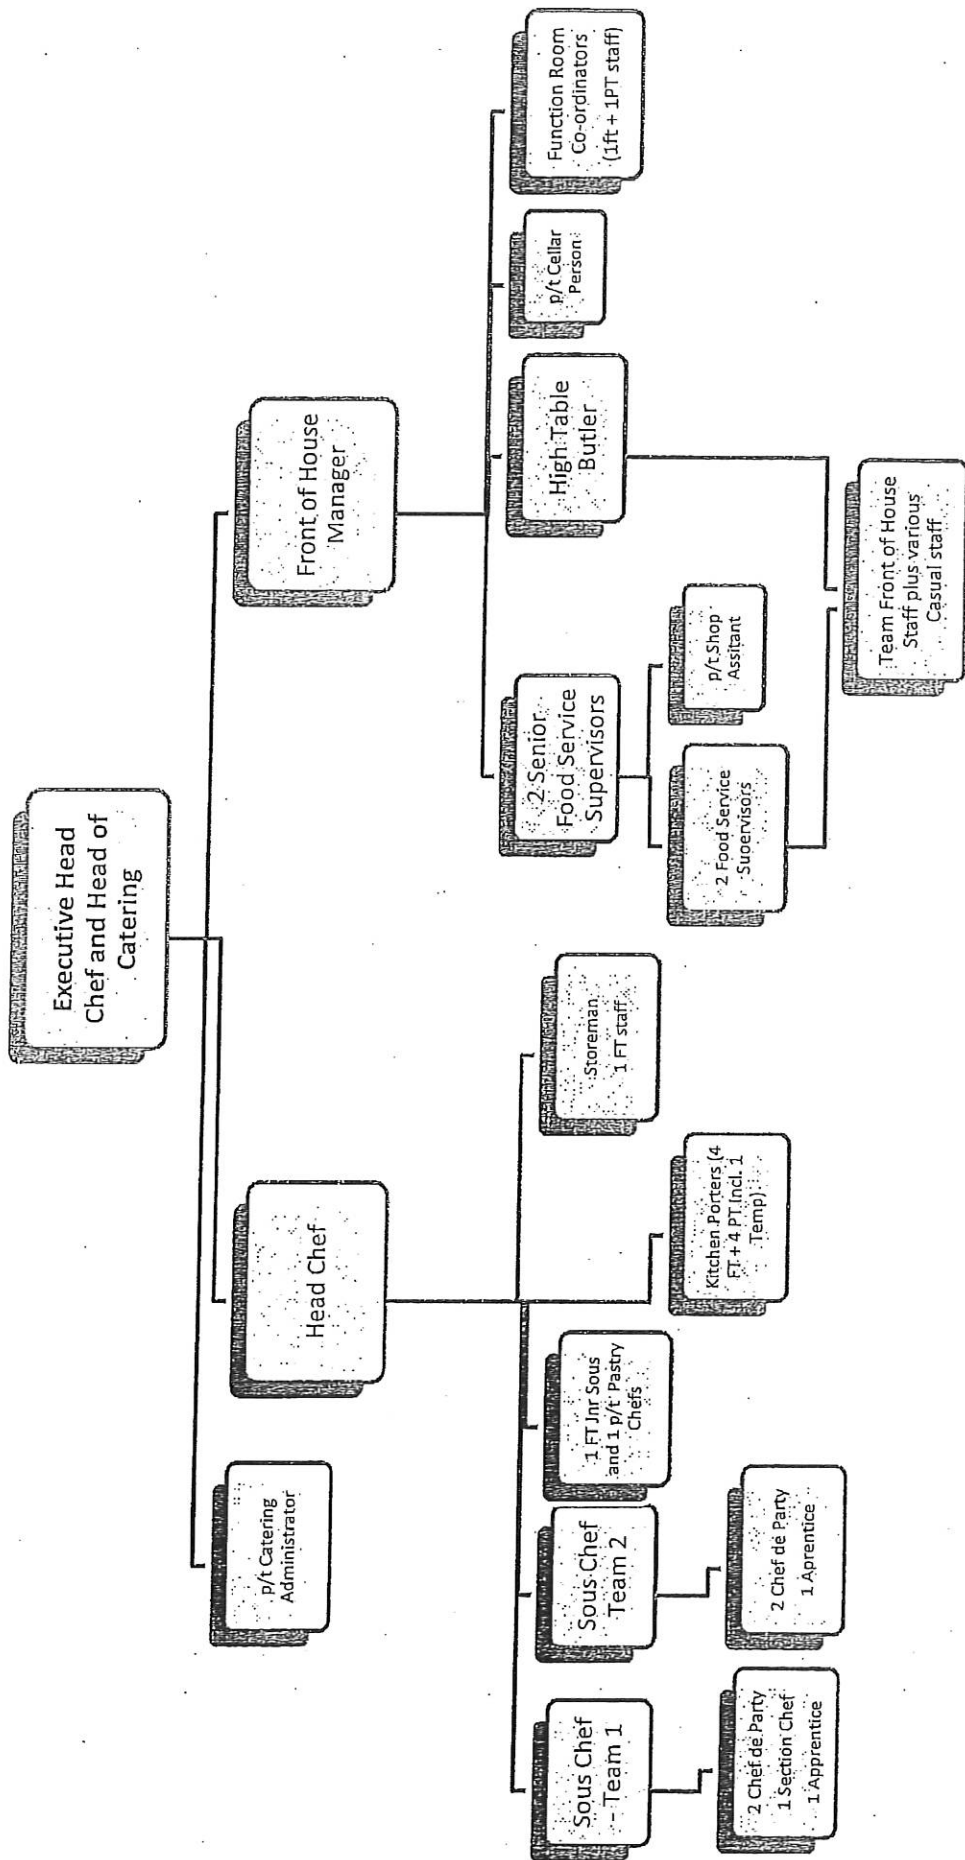 Executive Head
Chef and Head of
Catering
p/t Catering
Administrator
Head Chef
Front of House
Manager
Sous Chef
- Team 1
Sous Chef
Team 2
1 FT Jnr Sous
and 1 p/t Pastry
Chefs
Kitchen Porters (4
FT + 4 PT Incl. 1
Temp)
Storeman
1 FT staff
2 Senior
Food Service
Supervisors
High Table
Butler
p/t Cellar
Person
Function Room
Co-ordinators
(1ft + 1PT staff)
2 Chef de Party
1 Section Chef
1 Apprentice
2 Chef de Party
1 Aprentice
2 Food Service
Supervisors
p/t Shop
Assitant
Team Front of House
Staff plus various
Casual staff